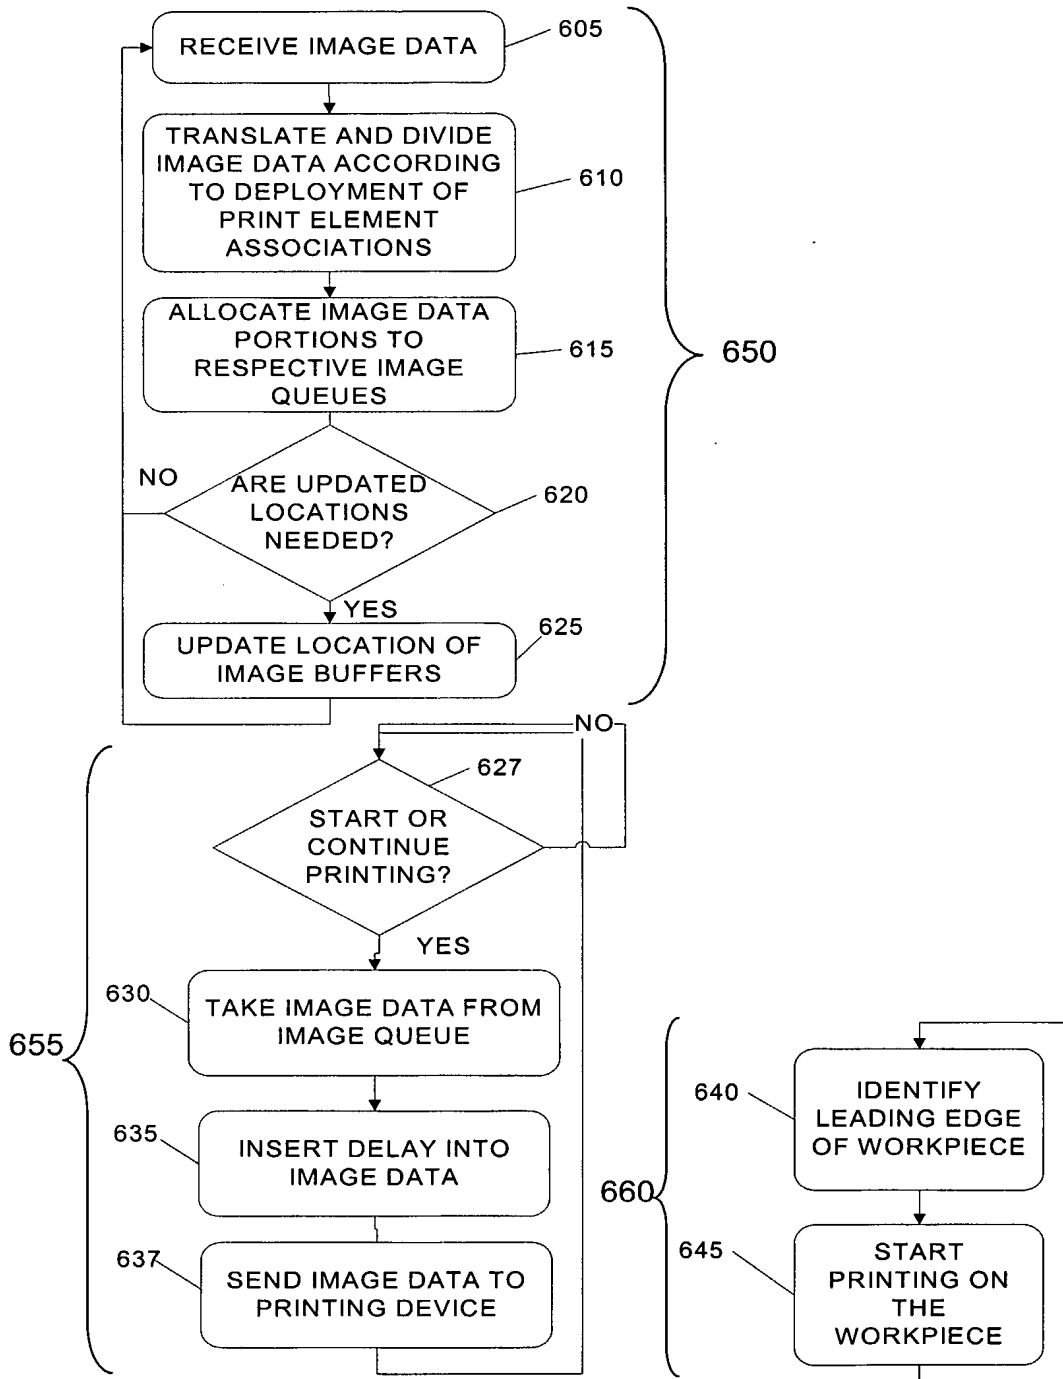 RECEIVE IMAGE DATA
605
TRANSLATE AND DIVIDE
IMAGE DATA ACCORDING
TO DEPLOYMENT OF
PRINT ELEMENT
ASSOCIATIONS
610
ALLOCATE IMAGE DATA
PORTIONS TO
RESPECTIVE IMAGE
QUEUES
615
650
NO
ARE UPDATED
LOCATIONS
NEEDED?
620
YES
UPDATE LOCATION OF
IMAGE BUFFERS
625
NO
627
START OR
CONTINUE
PRINTING?
YES
630
TAKE IMAGE DATA FROM
IMAGE QUEUE
655
635
INSERT DELAY INTO
IMAGE DATA
637
SEND IMAGE DATA TO
PRINTING DEVICE
640
IDENTIFY
LEADING EDGE
OF WORKPIECE
660
645
START
PRINTING ON
THE
WORKPIECE